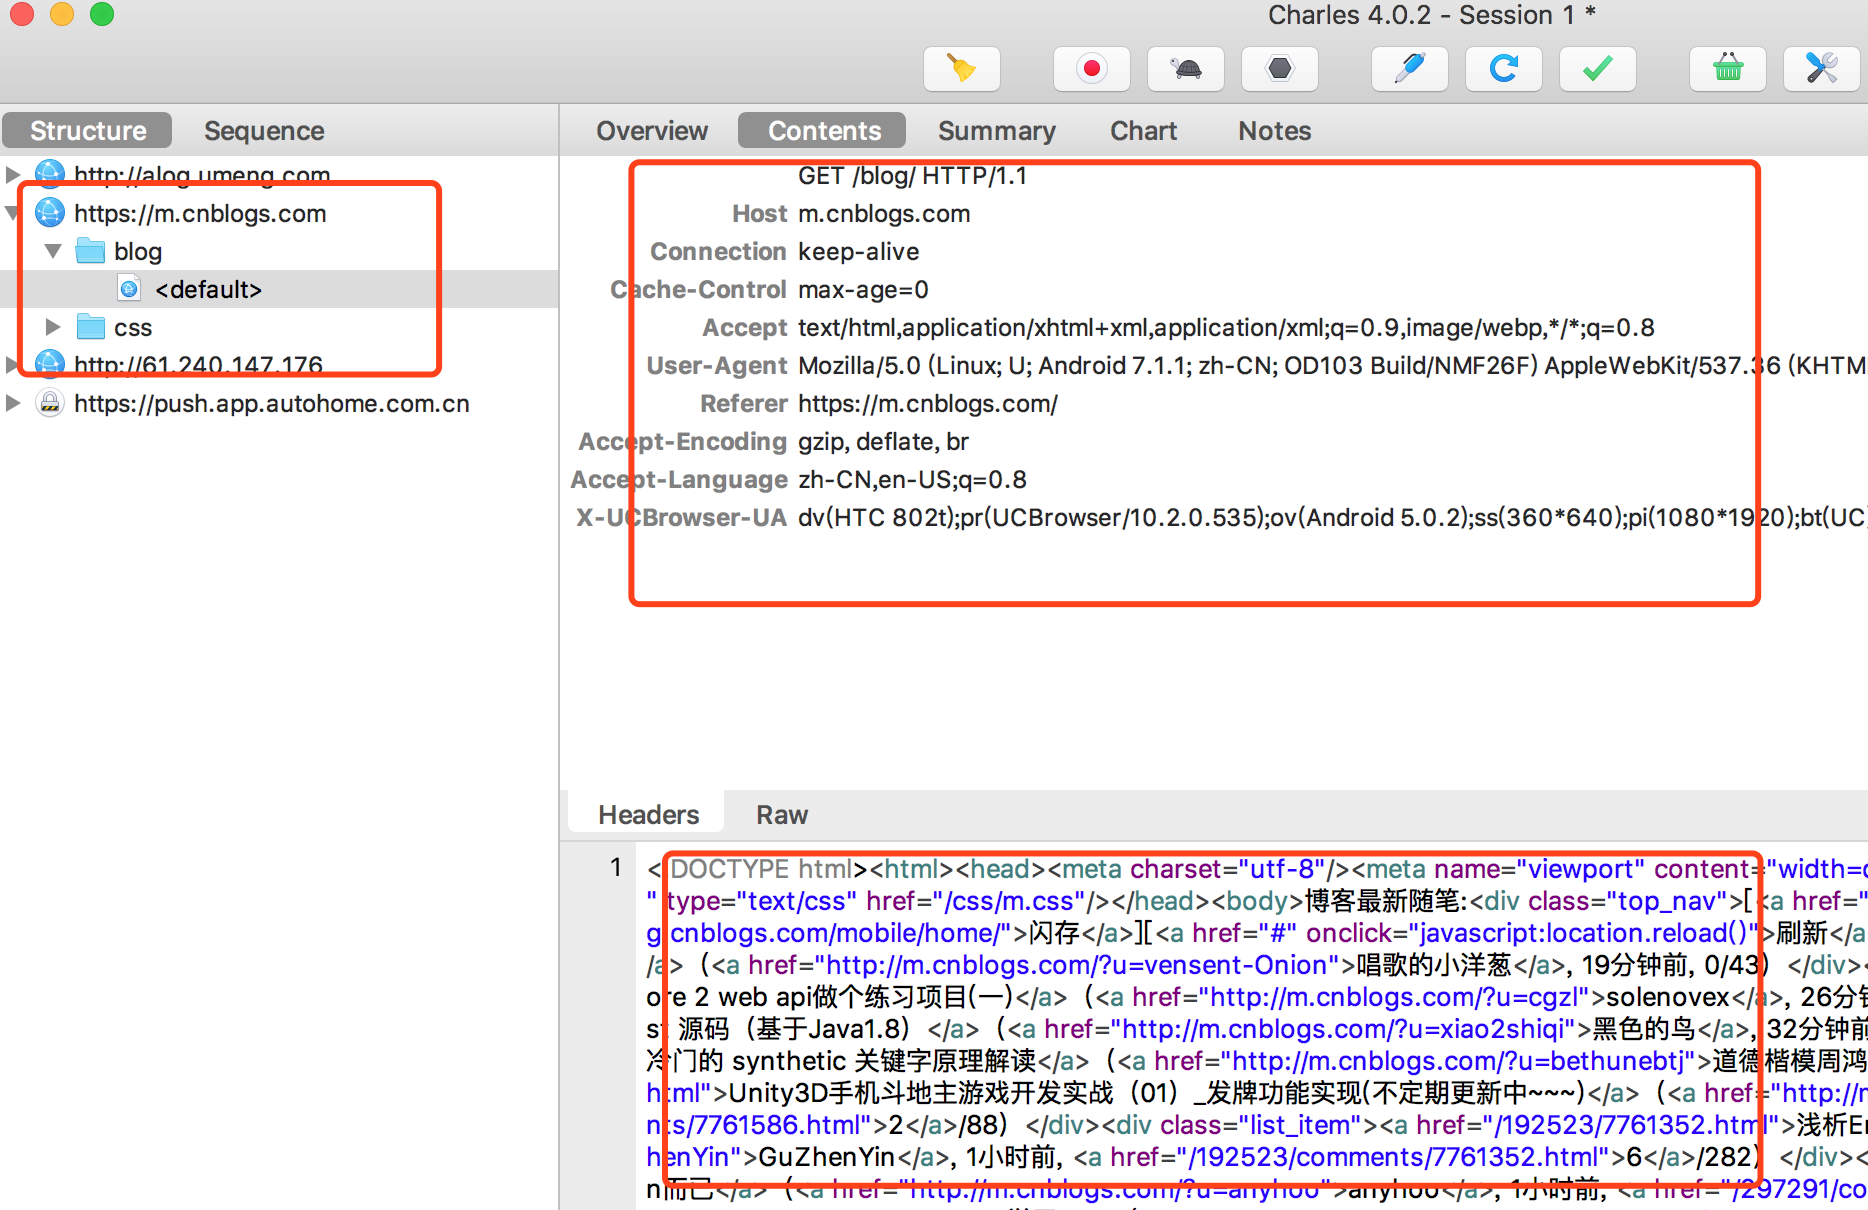 Charles 4.0.2 - Session 1 *
Structure Sequence
Overview Contents Summary Chart Notes
http://alog.umeng.com
https://m.cnblogs.com
blog
<default>
css
http://61.240.147.176
https://push.app.autohome.com.cn
GET /blog/ HTTP/1.1
Host m.cnblogs.com
Connection keep-alive
Cache-Control max-age=0
Accept text/html,application/xhtml+xml,application/xml;q=0.9,image/webp,*/*;q=0.8
User-Agent Mozilla/5.0 (Linux; U; Android 7.1.1; zh-CN; OD103 Build/NMF26F) AppleWebKit/537.36 (KHTM
Referer https://m.cnblogs.com/
Accept-Encoding gzip, deflate, br
Accept-Language zh-CN,en-US;q=0.8
X-UCBrowser-UA dv(HTC 802t);pr(UCBrowser/10.2.0.535);ov(Android 5.0.2);ss(360*640);pi(1080*1920);bt(UC)
Headers Raw
1 <!DOCTYPE html><html><head><meta charset="utf-8"/><meta name="viewport" content="width=d
" type="text/css" href="/css/m.css"/></head><body>博客最新随笔:<div class="top_nav">[<a href="
g.cnblogs.com/mobile/home/">闪存</a>][<a href="#" onclick="javascript:location.reload()">刷新</a
/a>（<a href="http://m.cnblogs.com/?u=vensent-Onion">唱歌的小洋葱</a>, 19分钟前, 0/43）</div><
ore 2 web api做个练习项目(一)</a>（<a href="http://m.cnblogs.com/?u=cgzl">solenovex</a>, 26分钟
st 源码（基于Java1.8）</a>（<a href="http://m.cnblogs.com/?u=xiao2shiqi">黑色的鸟</a>, 32分钟前
冷门的 synthetic 关键字原理解读</a>（<a href="http://m.cnblogs.com/?u=bethunebtj">道德楷模周鸿
html">Unity3D手机斗地主游戏开发实战（01）_发牌功能实现(不定期更新中~~~)</a>（<a href="http://m
nts/7761586.html">2</a>/88）</div><div class="list_item"><a href="/192523/7761352.html">浅析En
henYin">GuZhenYin</a>, 1小时前, <a href="/192523/comments/7761352.html">6</a>/282）</div><
n而已</a>（<a href="http://m.cnblogs.com/?u=anyhoo">anyhoo</a>, 1小时前, <a href="/297291/co